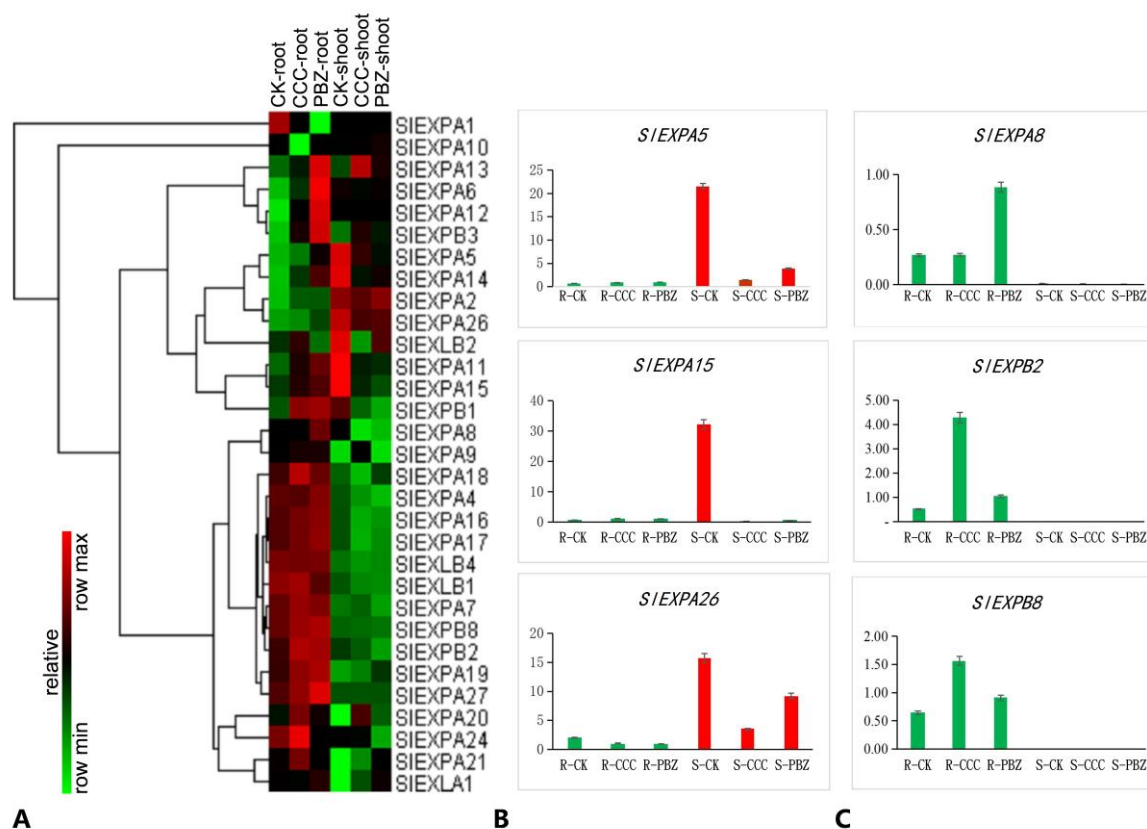 CK-root
CCC-root
PBZ-root
CK-shoot
CCC-shoot
PBZ-shoot
SlEXPA1
SlEXPA10
SlEXPA13
SlEXPA6
SlEXPA12
SlEXPB3
SlEXPA5
SlEXPA14
SlEXPA2
SlEXPA26
SlEXLB2
SlEXPA11
SlEXPA15
SlEXPB1
SlEXPA8
SlEXPA9
SlEXPA18
SlEXPA4
SlEXPA16
SlEXPA17
SlEXLB4
SlEXLB1
SlEXPA7
SlEXPB8
SlEXPB2
SlEXPA19
SlEXPA27
SlEXPA20
SlEXPA24
SlEXPA21
SlEXLA1
row max
relative
row min
A
SlEXPA5
25
20
15
10
5
0
R-CK R-CCC R-PBZ S-CK S-CCC S-PBZ
SlEXPA15
40
30
20
10
0
R-CK R-CCC R-PBZ S-CK S-CCC S-PBZ
SlEXPA26
20
15
10
5
0
R-CK R-CCC R-PBZ S-CK S-CCC S-PBZ
B
SlEXPA8
1.00
0.50
0.00
R-CK R-CCC R-PBZ S-CK S-CCC S-PBZ
SlEXPB2
5.00
4.00
3.00
2.00
1.00
-
R-CK R-CCC R-PBZ S-CK S-CCC S-PBZ
SlEXPB8
2.00
1.50
1.00
0.50
0.00
R-CK R-CCC R-PBZ S-CK S-CCC S-PBZ
C